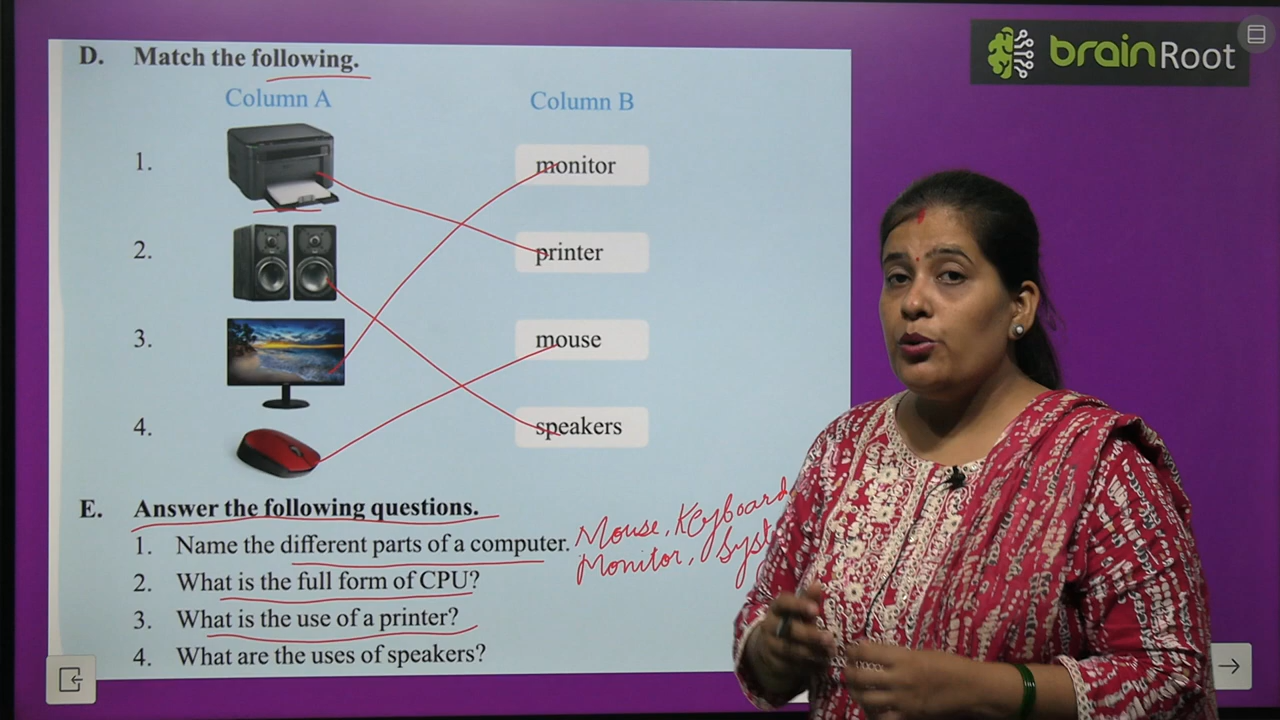 brainRoot
D. Match the following.
Column A Column B
1. monitor
2. printer
3. mouse
4. speakers
E. Answer the following questions.
1. Name the different parts of a computer. Mouse, Keyboard
Monitor,
2. What is the full form of CPU?
3. What is the use of a printer?
4. What are the uses of speakers?